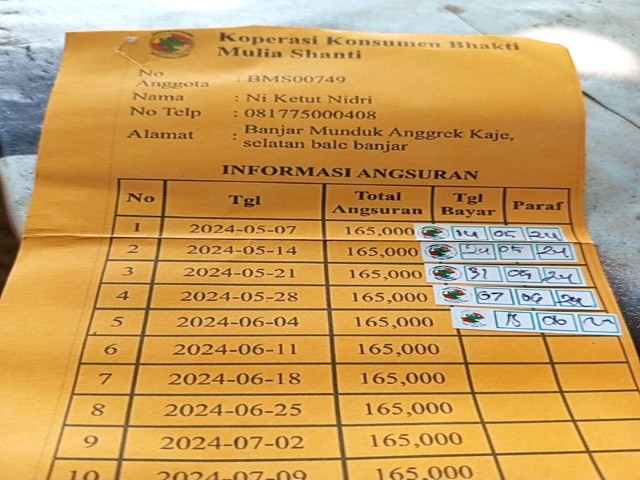 Koperasi Konsumen Bhakti
Mulia Shanti
No
Anggota : BMS00749
Nama : Ni Ketut Nidri
No Telp : 081775000408
Alamat : Banjar Munduk Anggrek Kaje,
selatan bale banjar
INFORMASI ANGSURAN
No Tgl Total Angsuran Tgl Bayar Paraf
1 2024-05-07 165,000 14 05 24
2 2024-05-14 165,000 24 05 24
3 2024-05-21 165,000 31 05 24
4 2024-05-28 165,000 07 06 24
5 2024-06-04 165,000 15 06
6 2024-06-11 165,000
7 2024-06-18 165,000
8 2024-06-25 165,000
9 2024-07-02 165,000
10 2024-07-09 165,000